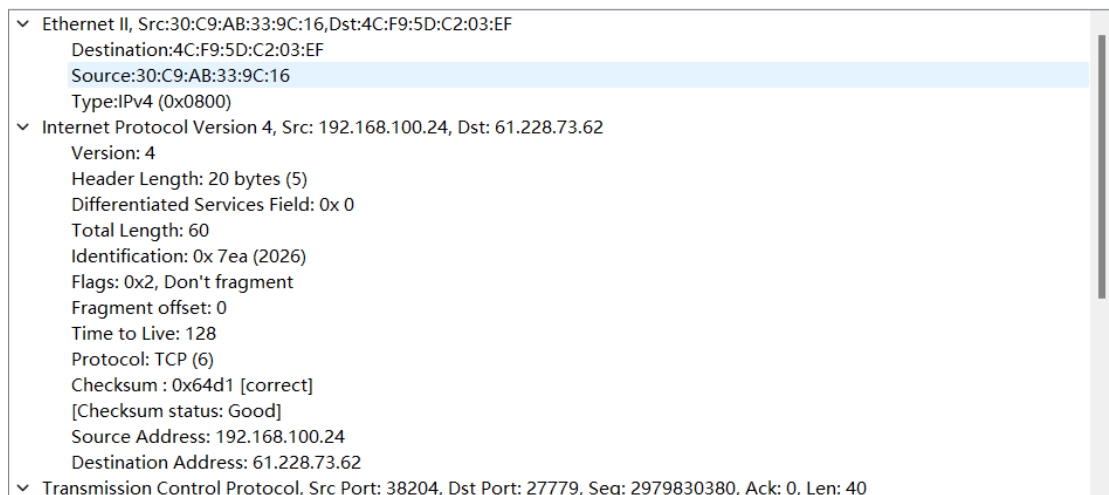 Ethernet II, Src:30:C9:AB:33:9C:16,Dst:4C:F9:5D:C2:03:EF
Destination:4C:F9:5D:C2:03:EF
Source:30:C9:AB:33:9C:16
Type:IPv4 (0x0800)
Internet Protocol Version 4, Src: 192.168.100.24, Dst: 61.228.73.62
Version: 4
Header Length: 20 bytes (5)
Differentiated Services Field: 0x 0
Total Length: 60
Identification: 0x 7ea (2026)
Flags: 0x2, Don't fragment
Fragment offset: 0
Time to Live: 128
Protocol: TCP (6)
Checksum : 0x64d1 [correct]
[Checksum status: Good]
Source Address: 192.168.100.24
Destination Address: 61.228.73.62
Transmission Control Protocol, Src Port: 38204, Dst Port: 27779, Seq: 2979830380, Ack: 0, Len: 40